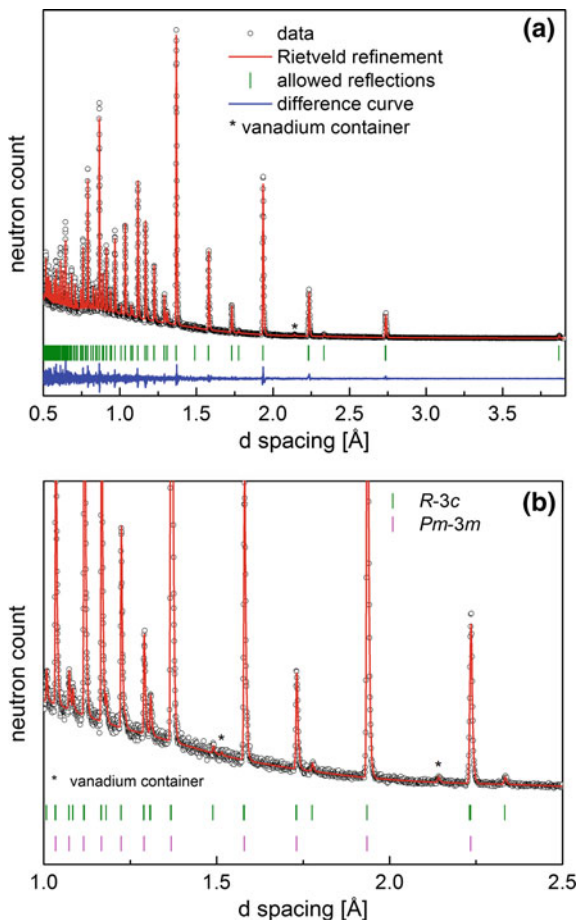 (a)
data
Rietveld refinement
allowed reflections
difference curve
* vanadium container
*
neutron count
0.5 1.0 1.5 2.0 2.5 3.0 3.5
d spacing [Å]
(b)
R-3c
Pm-3m
neutron count
*
*
* vanadium container
1.0 1.5 2.0 2.5
d spacing [Å]